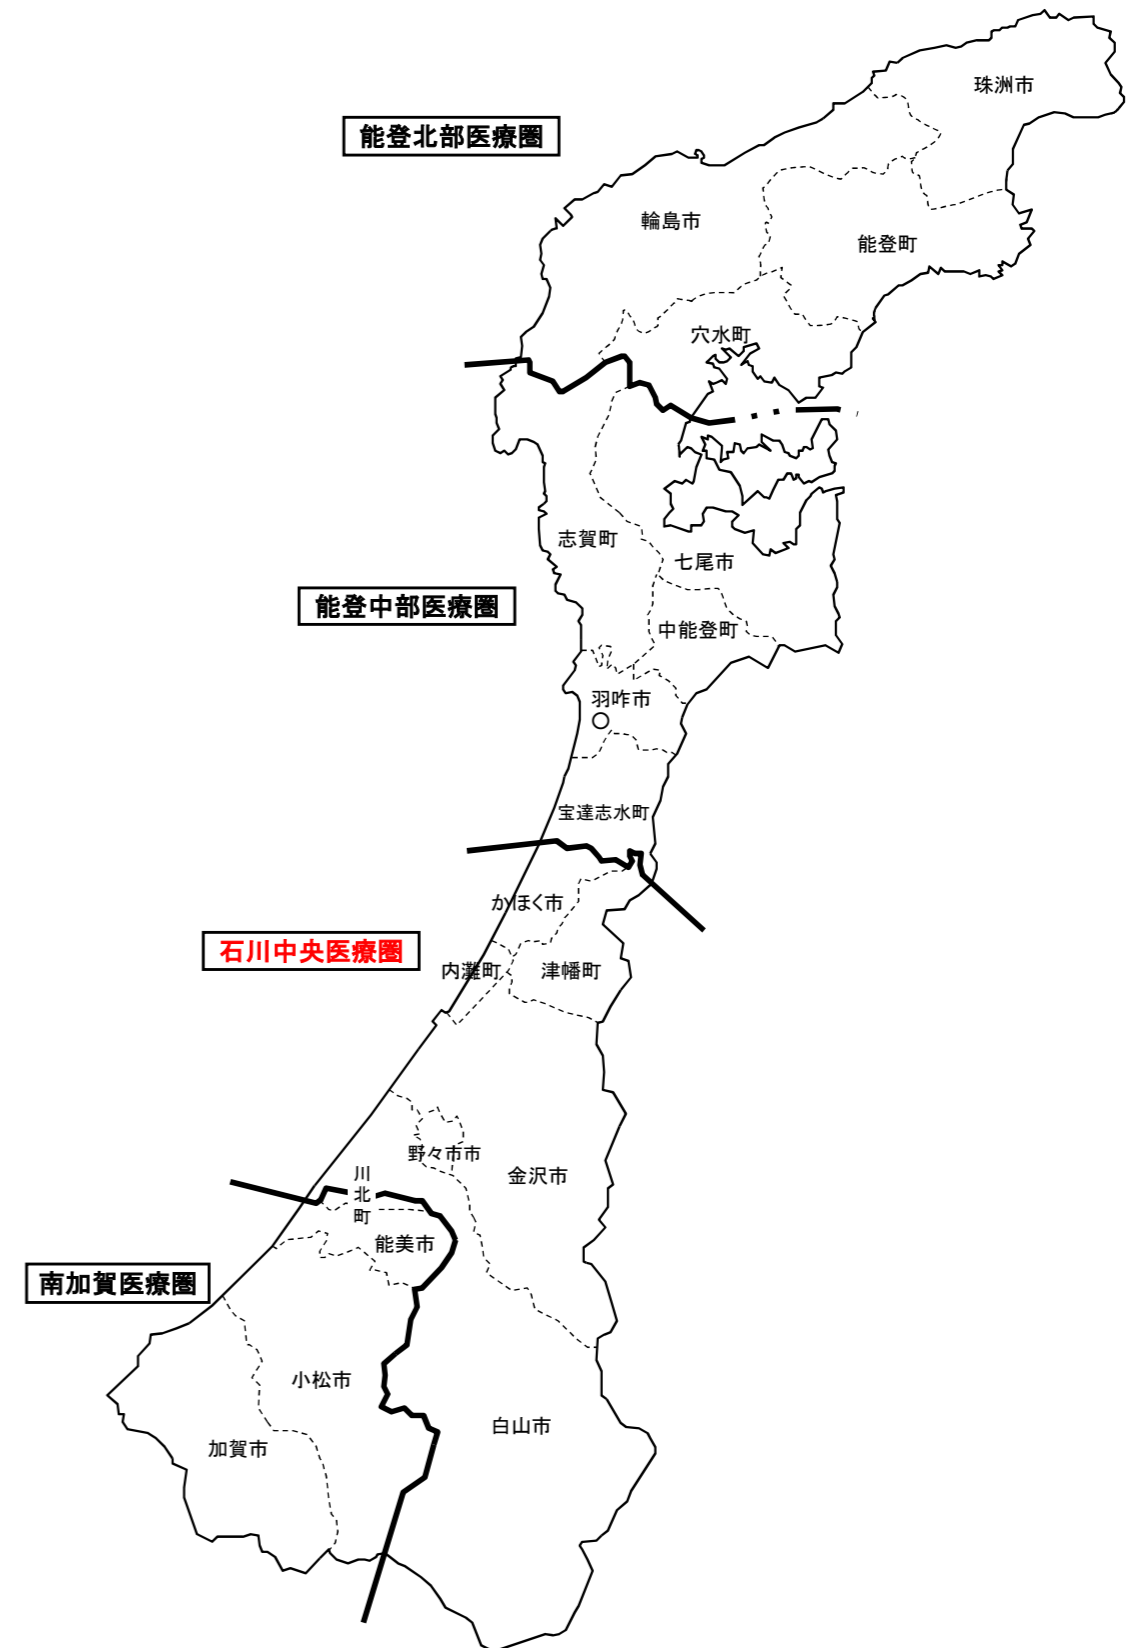 珠洲市
能登北部医療圏
輪島市
能登町
穴水町
志賀町
七尾市
能登中部医療圏
中能登町
羽咋市
宝達志水町
かほく市
石川中央医療圏
内灘町
津幡町
野々市市
金沢市
川北町
能美市
南加賀医療圏
小松市
白山市
加賀市